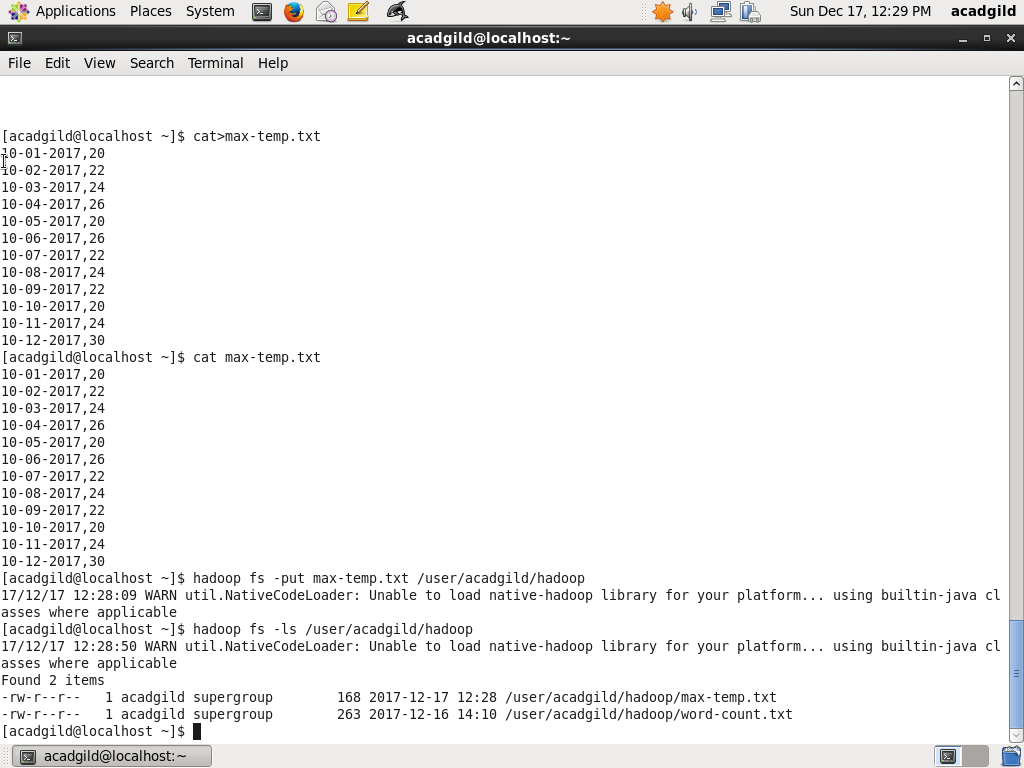 Applications Places System Sun Dec 17, 12:29 PM acadgild
acadgild@localhost:~
File Edit View Search Terminal Help
[acadgild@localhost ~]$ cat>max-temp.txt
10-01-2017,20
10-02-2017,22
10-03-2017,24
10-04-2017,26
10-05-2017,20
10-06-2017,26
10-07-2017,22
10-08-2017,24
10-09-2017,22
10-10-2017,20
10-11-2017,24
10-12-2017,30
[acadgild@localhost ~]$ cat max-temp.txt
10-01-2017,20
10-02-2017,22
10-03-2017,24
10-04-2017,26
10-05-2017,20
10-06-2017,26
10-07-2017,22
10-08-2017,24
10-09-2017,22
10-10-2017,20
10-11-2017,24
10-12-2017,30
[acadgild@localhost ~]$ hadoop fs -put max-temp.txt /user/acadgild/hadoop
17/12/17 12:28:09 WARN util.NativeCodeLoader: Unable to load native-hadoop library for your platform... using builtin-java cl
asses where applicable
[acadgild@localhost ~]$ hadoop fs -ls /user/acadgild/hadoop
17/12/17 12:28:50 WARN util.NativeCodeLoader: Unable to load native-hadoop library for your platform... using builtin-java cl
asses where applicable
Found 2 items
-rw-r--r--   1 acadgild supergroup        168 2017-12-17 12:28 /user/acadgild/hadoop/max-temp.txt
-rw-r--r--   1 acadgild supergroup        263 2017-12-16 14:10 /user/acadgild/hadoop/word-count.txt
[acadgild@localhost ~]$
acadgild@localhost:~